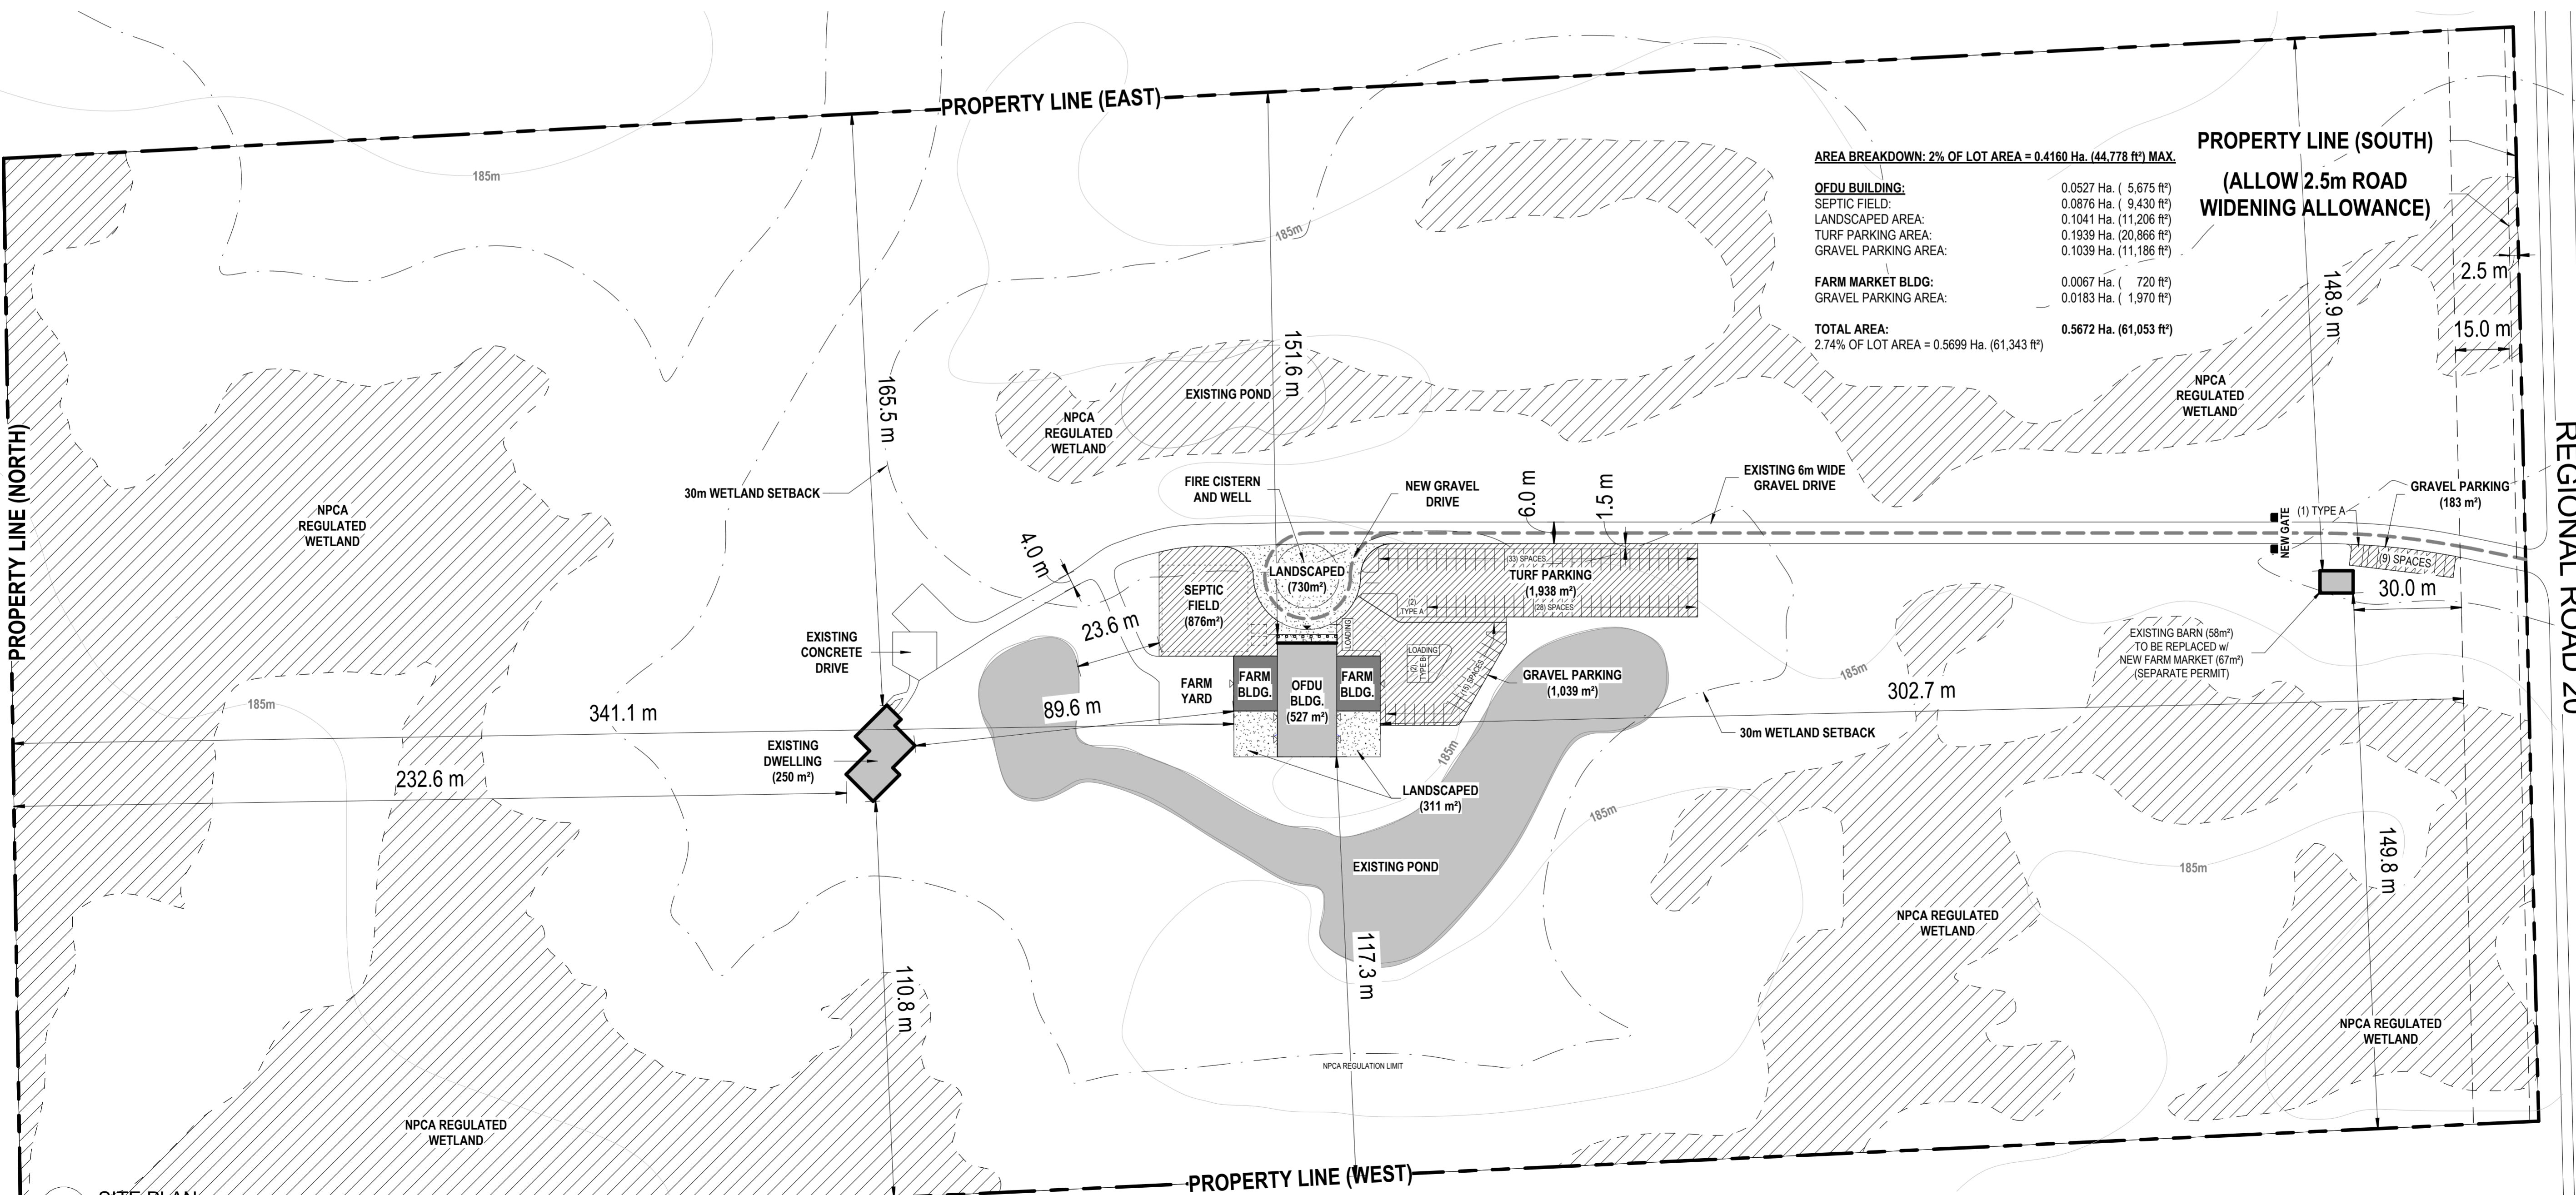 PROPERTY LINE (EAST)
185m
185m
AREA BREAKDOWN: 2% OF LOT AREA = 0.4160 Ha. (44,778 ft²) MAX.
OFDU BUILDING: 0.0527 Ha. ( 5,675 ft²)
SEPTIC FIELD: 0.0876 Ha. ( 9,430 ft²)
LANDSCAPED AREA: 0.1041 Ha. (11,206 ft²)
TURF PARKING AREA: 0.1939 Ha. (20,866 ft²)
GRAVEL PARKING AREA: 0.1039 Ha. (11,186 ft²)
FARM MARKET BLDG: 0.0067 Ha. ( 720 ft²)
GRAVEL PARKING AREA: 0.0183 Ha. ( 1,970 ft²)
TOTAL AREA: 0.5672 Ha. (61,053 ft²)
2.74% OF LOT AREA = 0.5699 Ha. (61,343 ft²)
PROPERTY LINE (SOUTH)
(ALLOW 2.5m ROAD
WIDENING ALLOWANCE)
2.5 m
15.0 m
148.9 m
151.6 m
165.5 m
EXISTING POND
NPCA
REGULATED
WETLAND
NPCA
REGULATED
WETLAND
PROPERTY LINE (NORTH)
NPCA
REGULATED
WETLAND
30m WETLAND SETBACK
FIRE CISTERN
AND WELL
NEW GRAVEL
DRIVE
6.0 m
1.5 m
EXISTING 6m WIDE
GRAVEL DRIVE
GRAVEL PARKING
(183 m²)
(1) TYPE A
NEW GATE
(9) SPACES
30.0 m
REGIONAL ROAD 20
4.0 m
LANDSCAPED
(730m²)
(33) SPACES
TURF PARKING
(1,938 m²)
(28) SPACES
(2)
TYPE A
SEPTIC
FIELD
(876m²)
23.6 m
LOADING
LOADING
(2)
TYPE B
(15) SPACES
EXISTING
CONCRETE
DRIVE
FARM
YARD
FARM
BLDG.
OFDU
BLDG.
(527 m²)
FARM
BLDG.
GRAVEL PARKING
(1,039 m²)
EXISTING BARN (58m²)
TO BE REPLACED w/
NEW FARM MARKET (67m²)
(SEPARATE PERMIT)
185m
302.7 m
185m
341.1 m
89.6 m
30m WETLAND SETBACK
EXISTING
DWELLING
(250 m²)
232.6 m
185m
LANDSCAPED
(311 m²)
185m
EXISTING POND
185m
149.8 m
NPCA REGULATED
WETLAND
117.3 m
110.8 m
NPCA REGULATED
WETLAND
NPCA REGULATION LIMIT
NPCA REGULATED
WETLAND
PROPERTY LINE (WEST)
SITE PLAN